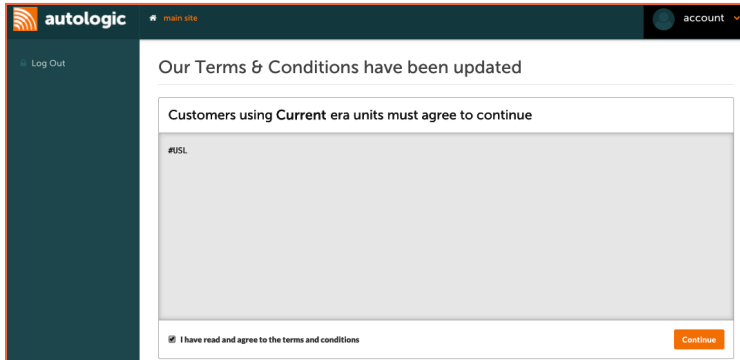 autologic
main site
account
Log Out
Our Terms & Conditions have been updated
Customers using Current era units must agree to continue
#USL
I have read and agree to the terms and conditions
Continue